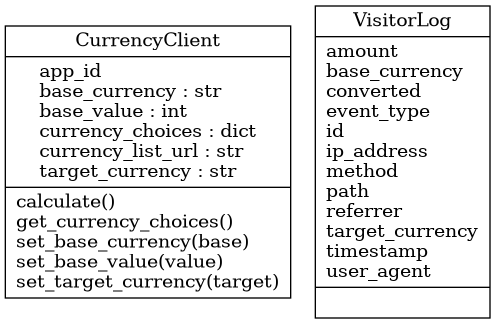 CurrencyClient
app_id
base_currency : str
base_value : int
currency_choices : dict
currency_list_url : str
target_currency : str
calculate()
get_currency_choices()
set_base_currency(base)
set_base_value(value)
set_target_currency(target)
VisitorLog
amount
base_currency
converted
event_type
id
ip_address
method
path
referrer
target_currency
timestamp
user_agent